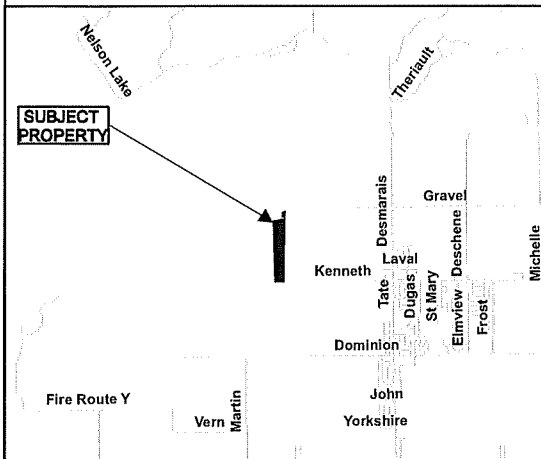 Nelson Lake
Theriault
SUBJECT
PROPERTY
Desmarais
Gravel
Deschene
Michelle
Laval
Kenneth
Tate
Dugas
St Mary
Elmview
Frost
Dominion
Fire Route Y
Martin
John
Vern
Yorkshire